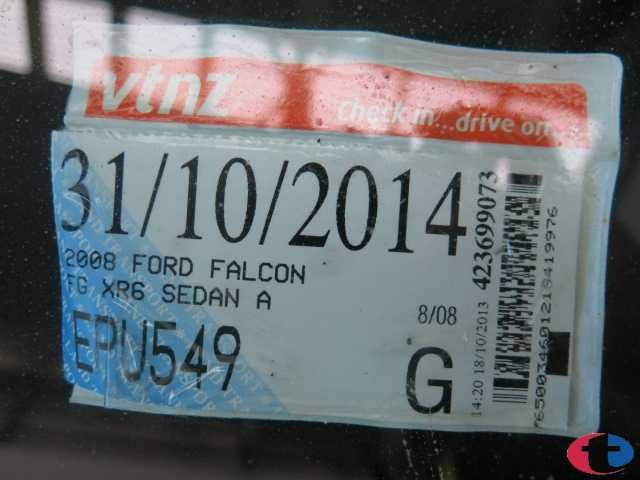 vtnz
Check in...drive on
31/10/2014
2008 FORD FALCON
FG XR6 SEDAN A
EPU549
8/08
G
14:20 18/10/2013
423699073